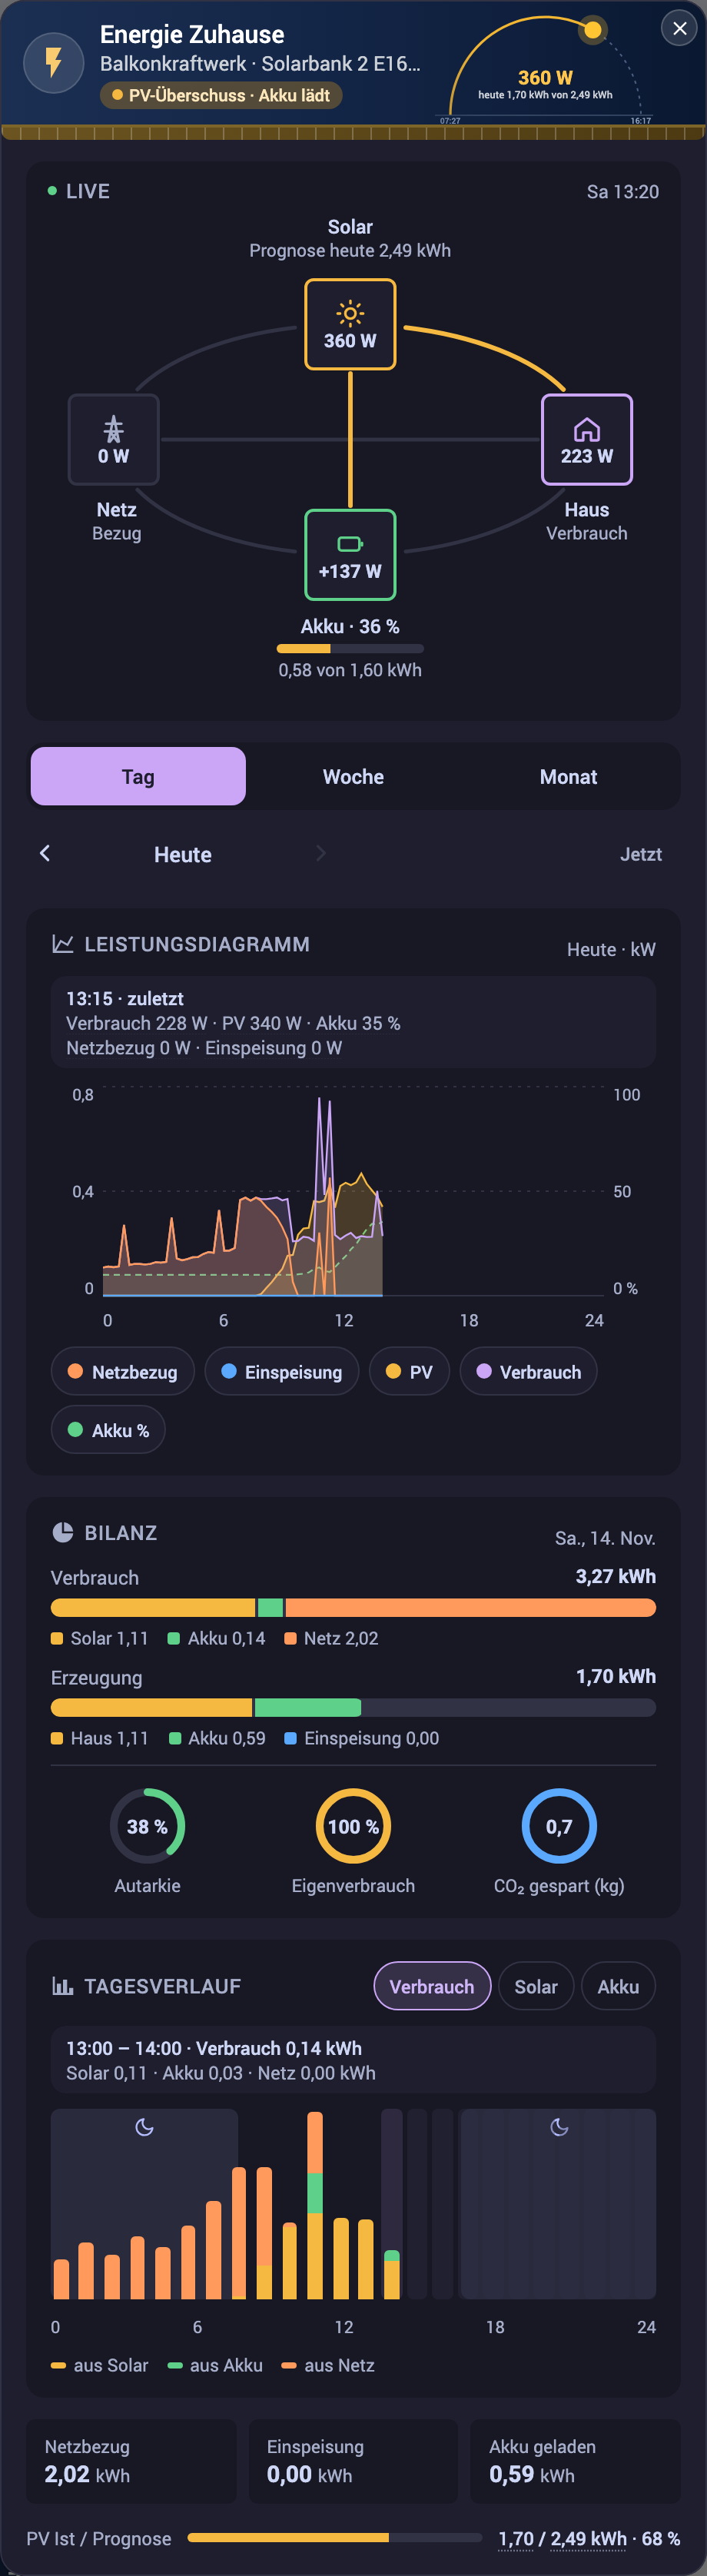 Energie Zuhause
Balkonkraftwerk · Solarbank 2 E16...
PV-Überschuss · Akku lädt
360 W
heute 1,70 kWh von 2,49 kWh
07:27
16:17
LIVE
Sa 13:20
Solar
Prognose heute 2,49 kWh
360 W
0 W
223 W
Netz
Bezug
Haus
Verbrauch
+137 W
Akku · 36 %
0,58 von 1,60 kWh
Tag
Woche
Monat
Heute
Jetzt
LEISTUNGSDIAGRAMM
Heute · kW
13:15 · zuletzt
Verbrauch 228 W · PV 340 W · Akku 35 %
Netzbezug 0 W · Einspeisung 0 W
0,8
100
0,4
50
0
0 %
0 6 12 18 24
Netzbezug
Einspeisung
PV
Verbrauch
Akku %
BILANZ
Sa., 14. Nov.
Verbrauch
3,27 kWh
Solar 1,11 Akku 0,14 Netz 2,02
Erzeugung
1,70 kWh
Haus 1,11 Akku 0,59 Einspeisung 0,00
38 %
100 %
0,7
Autarkie
Eigenverbrauch
CO₂ gespart (kg)
TAGESVERLAUF
Verbrauch
Solar
Akku
13:00 – 14:00 · Verbrauch 0,14 kWh
Solar 0,11 · Akku 0,03 · Netz 0,00 kWh
0 6 12 18 24
aus Solar aus Akku aus Netz
Netzbezug
2,02 kWh
Einspeisung
0,00 kWh
Akku geladen
0,59 kWh
PV Ist / Prognose
1,70 / 2,49 kWh · 68 %